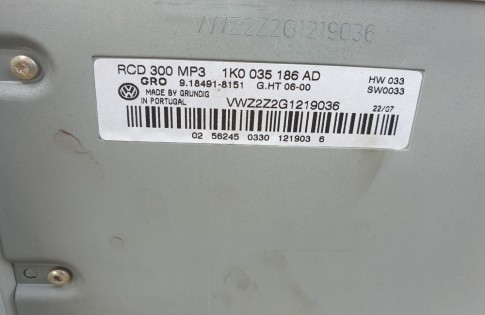 VWZ2Z2G1219036
RCD 300 MP3 1K0 035 186 AD HW 033
GRO 9.18491-8151 G.HT 06-00 SW0033
MADE BY GRUNDIG
IN PORTUGAL VWZ2Z2G1219036 22/07
02 56245 0330 121903 6